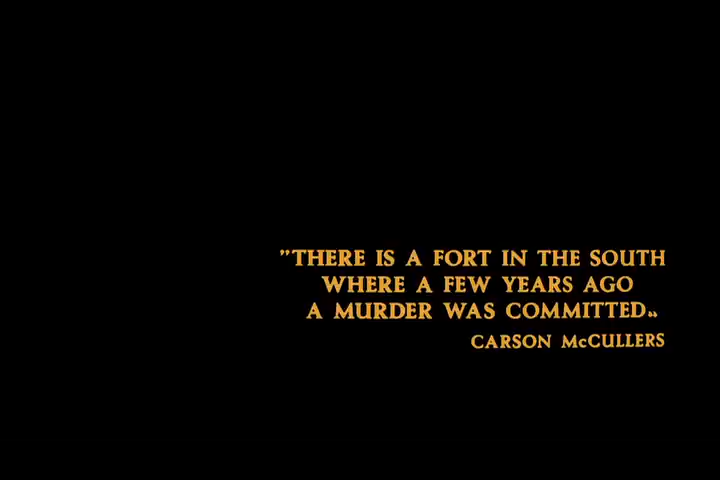 "THERE IS A FORT IN THE SOUTH
WHERE A FEW YEARS AGO
A MURDER WAS COMMITTED„
CARSON McCULLERS